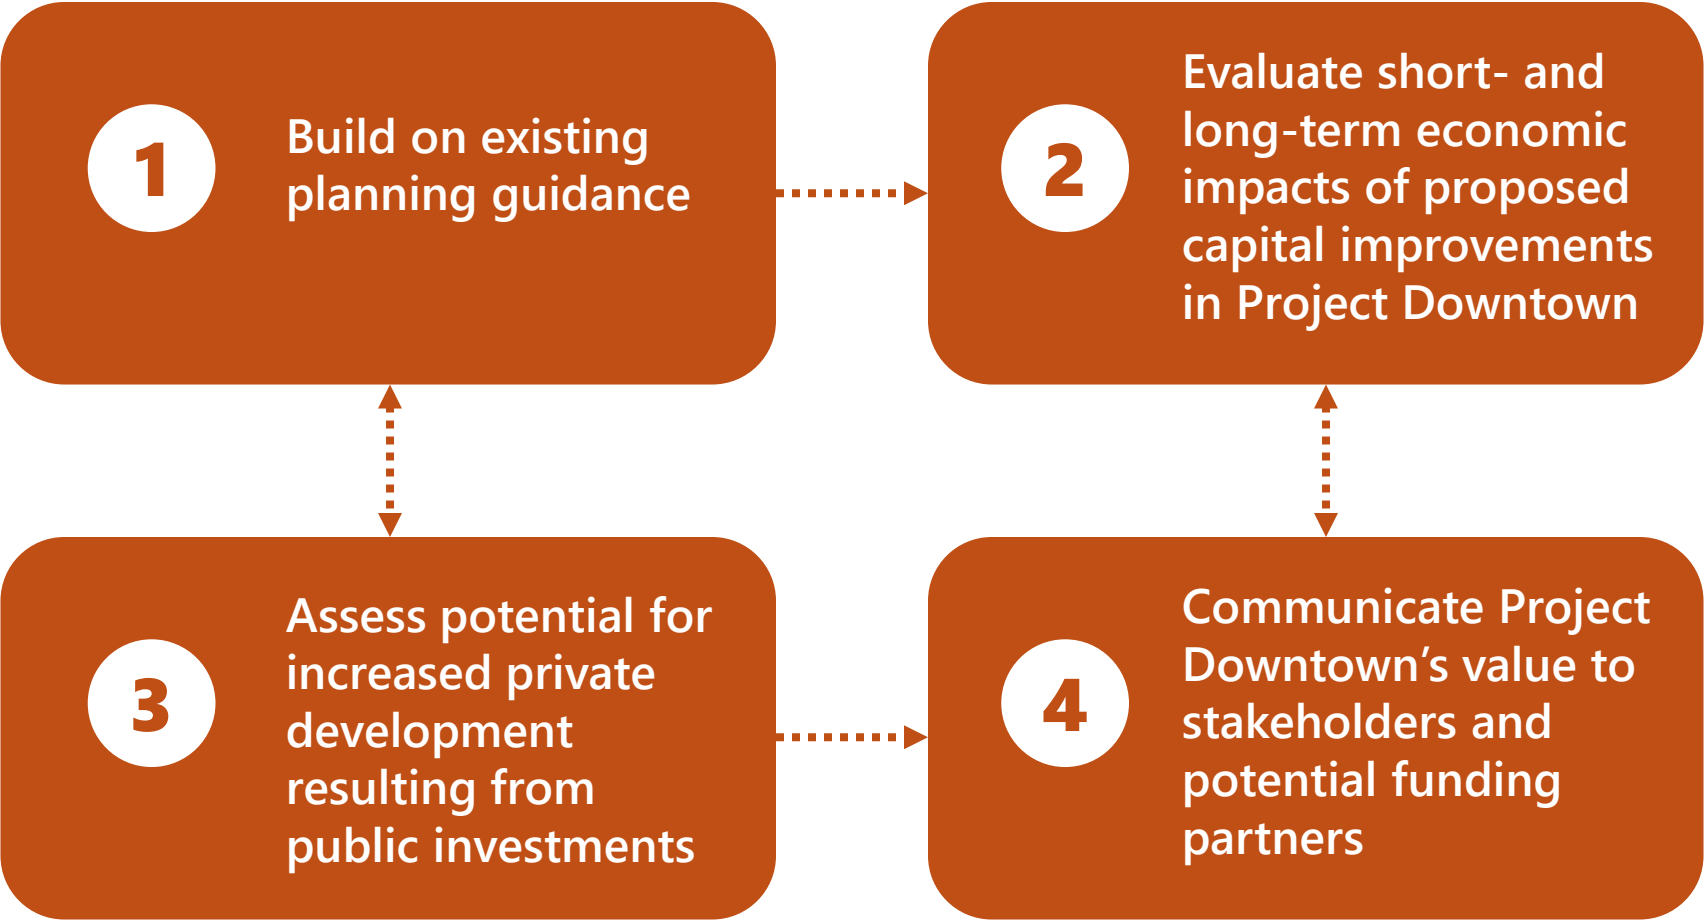 1
Build on existing
planning guidance
2
Evaluate short- and
long-term economic
impacts of proposed
capital improvements
in Project Downtown
3
Assess potential for
increased private
development
resulting from
public investments
4
Communicate Project
Downtown’s value to
stakeholders and
potential funding
partners